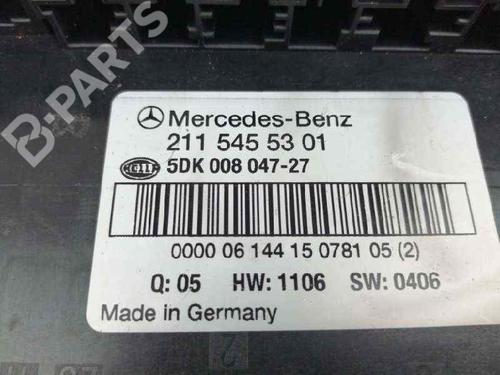 B-PARTS
Mercedes-Benz
211 545 53 01
HELLA 5DK 008 047-27
0000 06 144 15 0781 05 (2)
Q: 05 HW: 1106 SW: 0406
Made in Germany
2